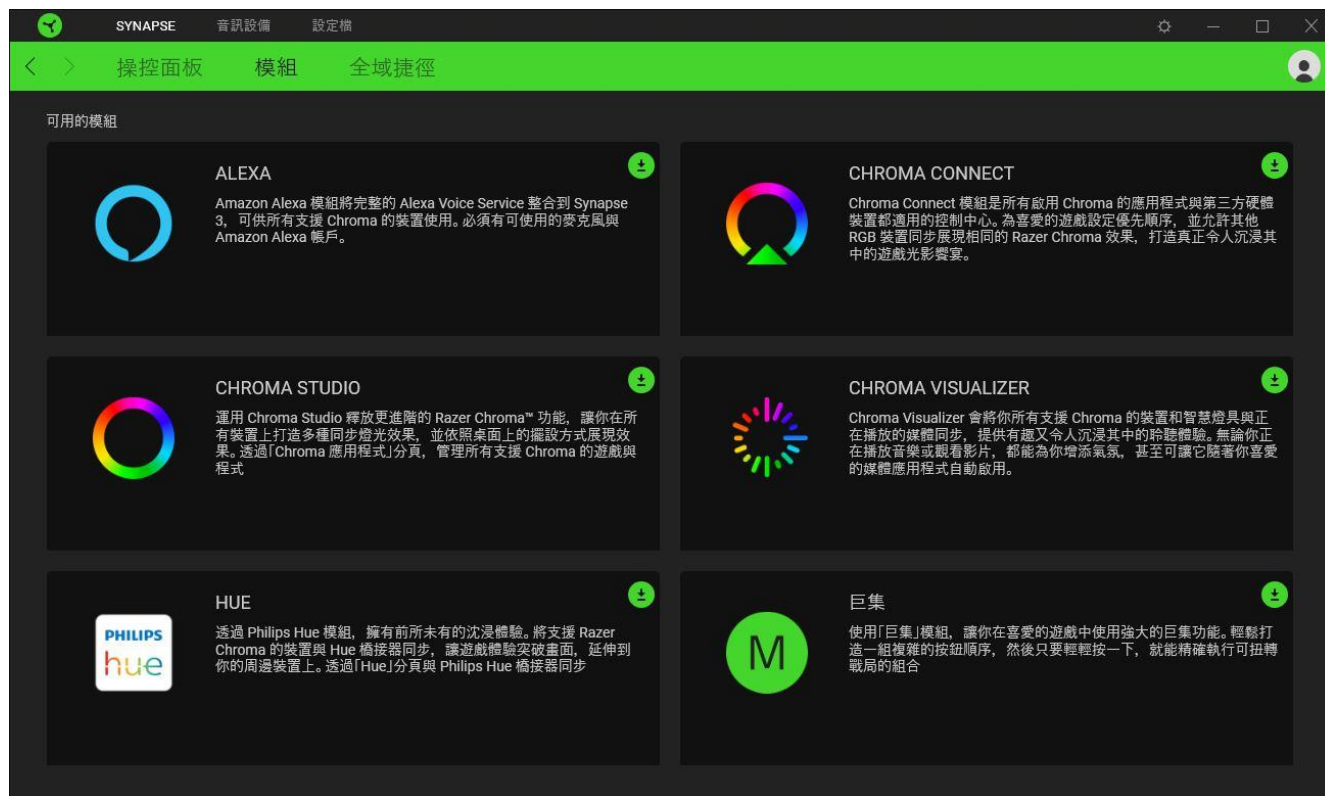 SYNAPSE 音訊設備 設定檔
操控面板 模組 全域捷徑
可用的模組
ALEXA
Amazon Alexa 模組將完整的 Alexa Voice Service 整合到 Synapse
3，可供所有支援 Chroma 的裝置使用。必須有可使用的麥克風與
Amazon Alexa 帳戶。
CHROMA CONNECT
Chroma Connect 模組是所有啟用 Chroma 的應用程式與第三方硬體
裝置都適用的控制中心。為喜愛的遊戲設定優先順序，並允許其他
RGB 裝置同步展現相同的 Razer Chroma 效果，打造真正令人沉浸其
中的遊戲光影饗宴。
CHROMA STUDIO
運用 Chroma Studio 釋放更進階的 Razer Chroma™ 功能，讓你在所
有裝置上打造多種同步燈光效果，並依照桌面上的擺設方式展現效
果。透過「Chroma 應用程式」分頁，管理所有支援 Chroma 的遊戲與
程式
CHROMA VISUALIZER
Chroma Visualizer 會將你所有支援 Chroma 的裝置和智慧燈具與正
在播放的媒體同步，提供有趣又令人沉浸其中的聆聽體驗。無論你正
在播放音樂或觀看影片，都能為你增添氣氛，甚至可讓它隨著你喜愛
的媒體應用程式自動啟用。
HUE
PHILIPS
hue
透過 Philips Hue 模組，擁有前所未有的沈浸體驗。將支援 Razer
Chroma 的裝置與 Hue 橋接器同步，讓遊戲體驗突破畫面，延伸到
你的周邊裝置上。透過「Hue」分頁與 Philips Hue 橋接器同步
巨集
M
使用「巨集」模組，讓你在喜愛的遊戲中使用強大的巨集功能。輕鬆打
造一組複雜的按鈕順序，然後只要輕輕按一下，就能精確執行可扭轉
戰局的組合